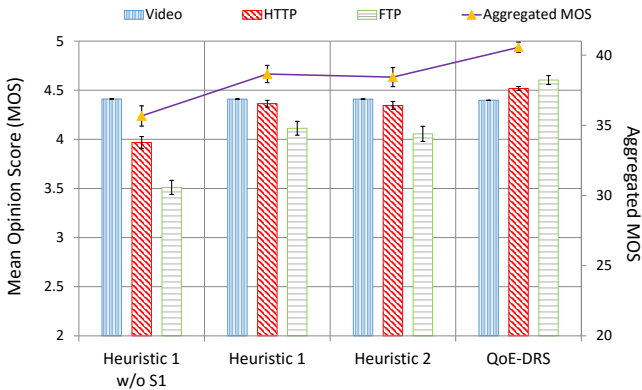 Video HTTP FTP Aggregated MOS
Mean Opinion Score (MOS)
5
4.5
4
3.5
3
2.5
2
40
35
30
25
20
Aggregated MOS
Heuristic 1 w/o S1
Heuristic 1
Heuristic 2
QoE-DRS